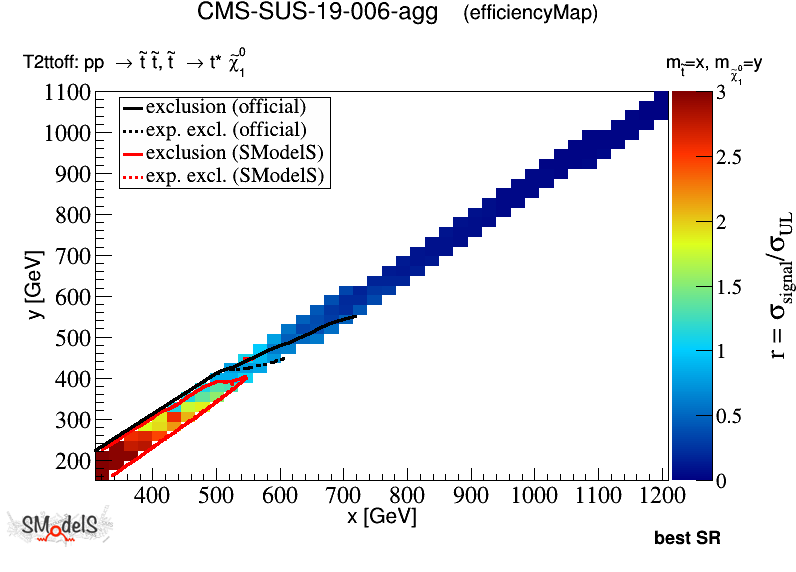 CMS-SUS-19-006-agg (efficiencyMap)
T2ttoff: pp → t̃ t̃, t̃ → t* χ̃⁰₁
m_t̃=x, m_χ̃⁰₁=y
exclusion (official)
exp. excl. (official)
exclusion (SModelS)
exp. excl. (SModelS)
1100
1000
900
800
700
600
500
400
300
200
y [GeV]
400 500 600 700 800 900 1000 1100 1200
x [GeV]
3
2.5
2
1.5
1
0.5
0
r = σ_signal/σ_UL
SModelS
best SR